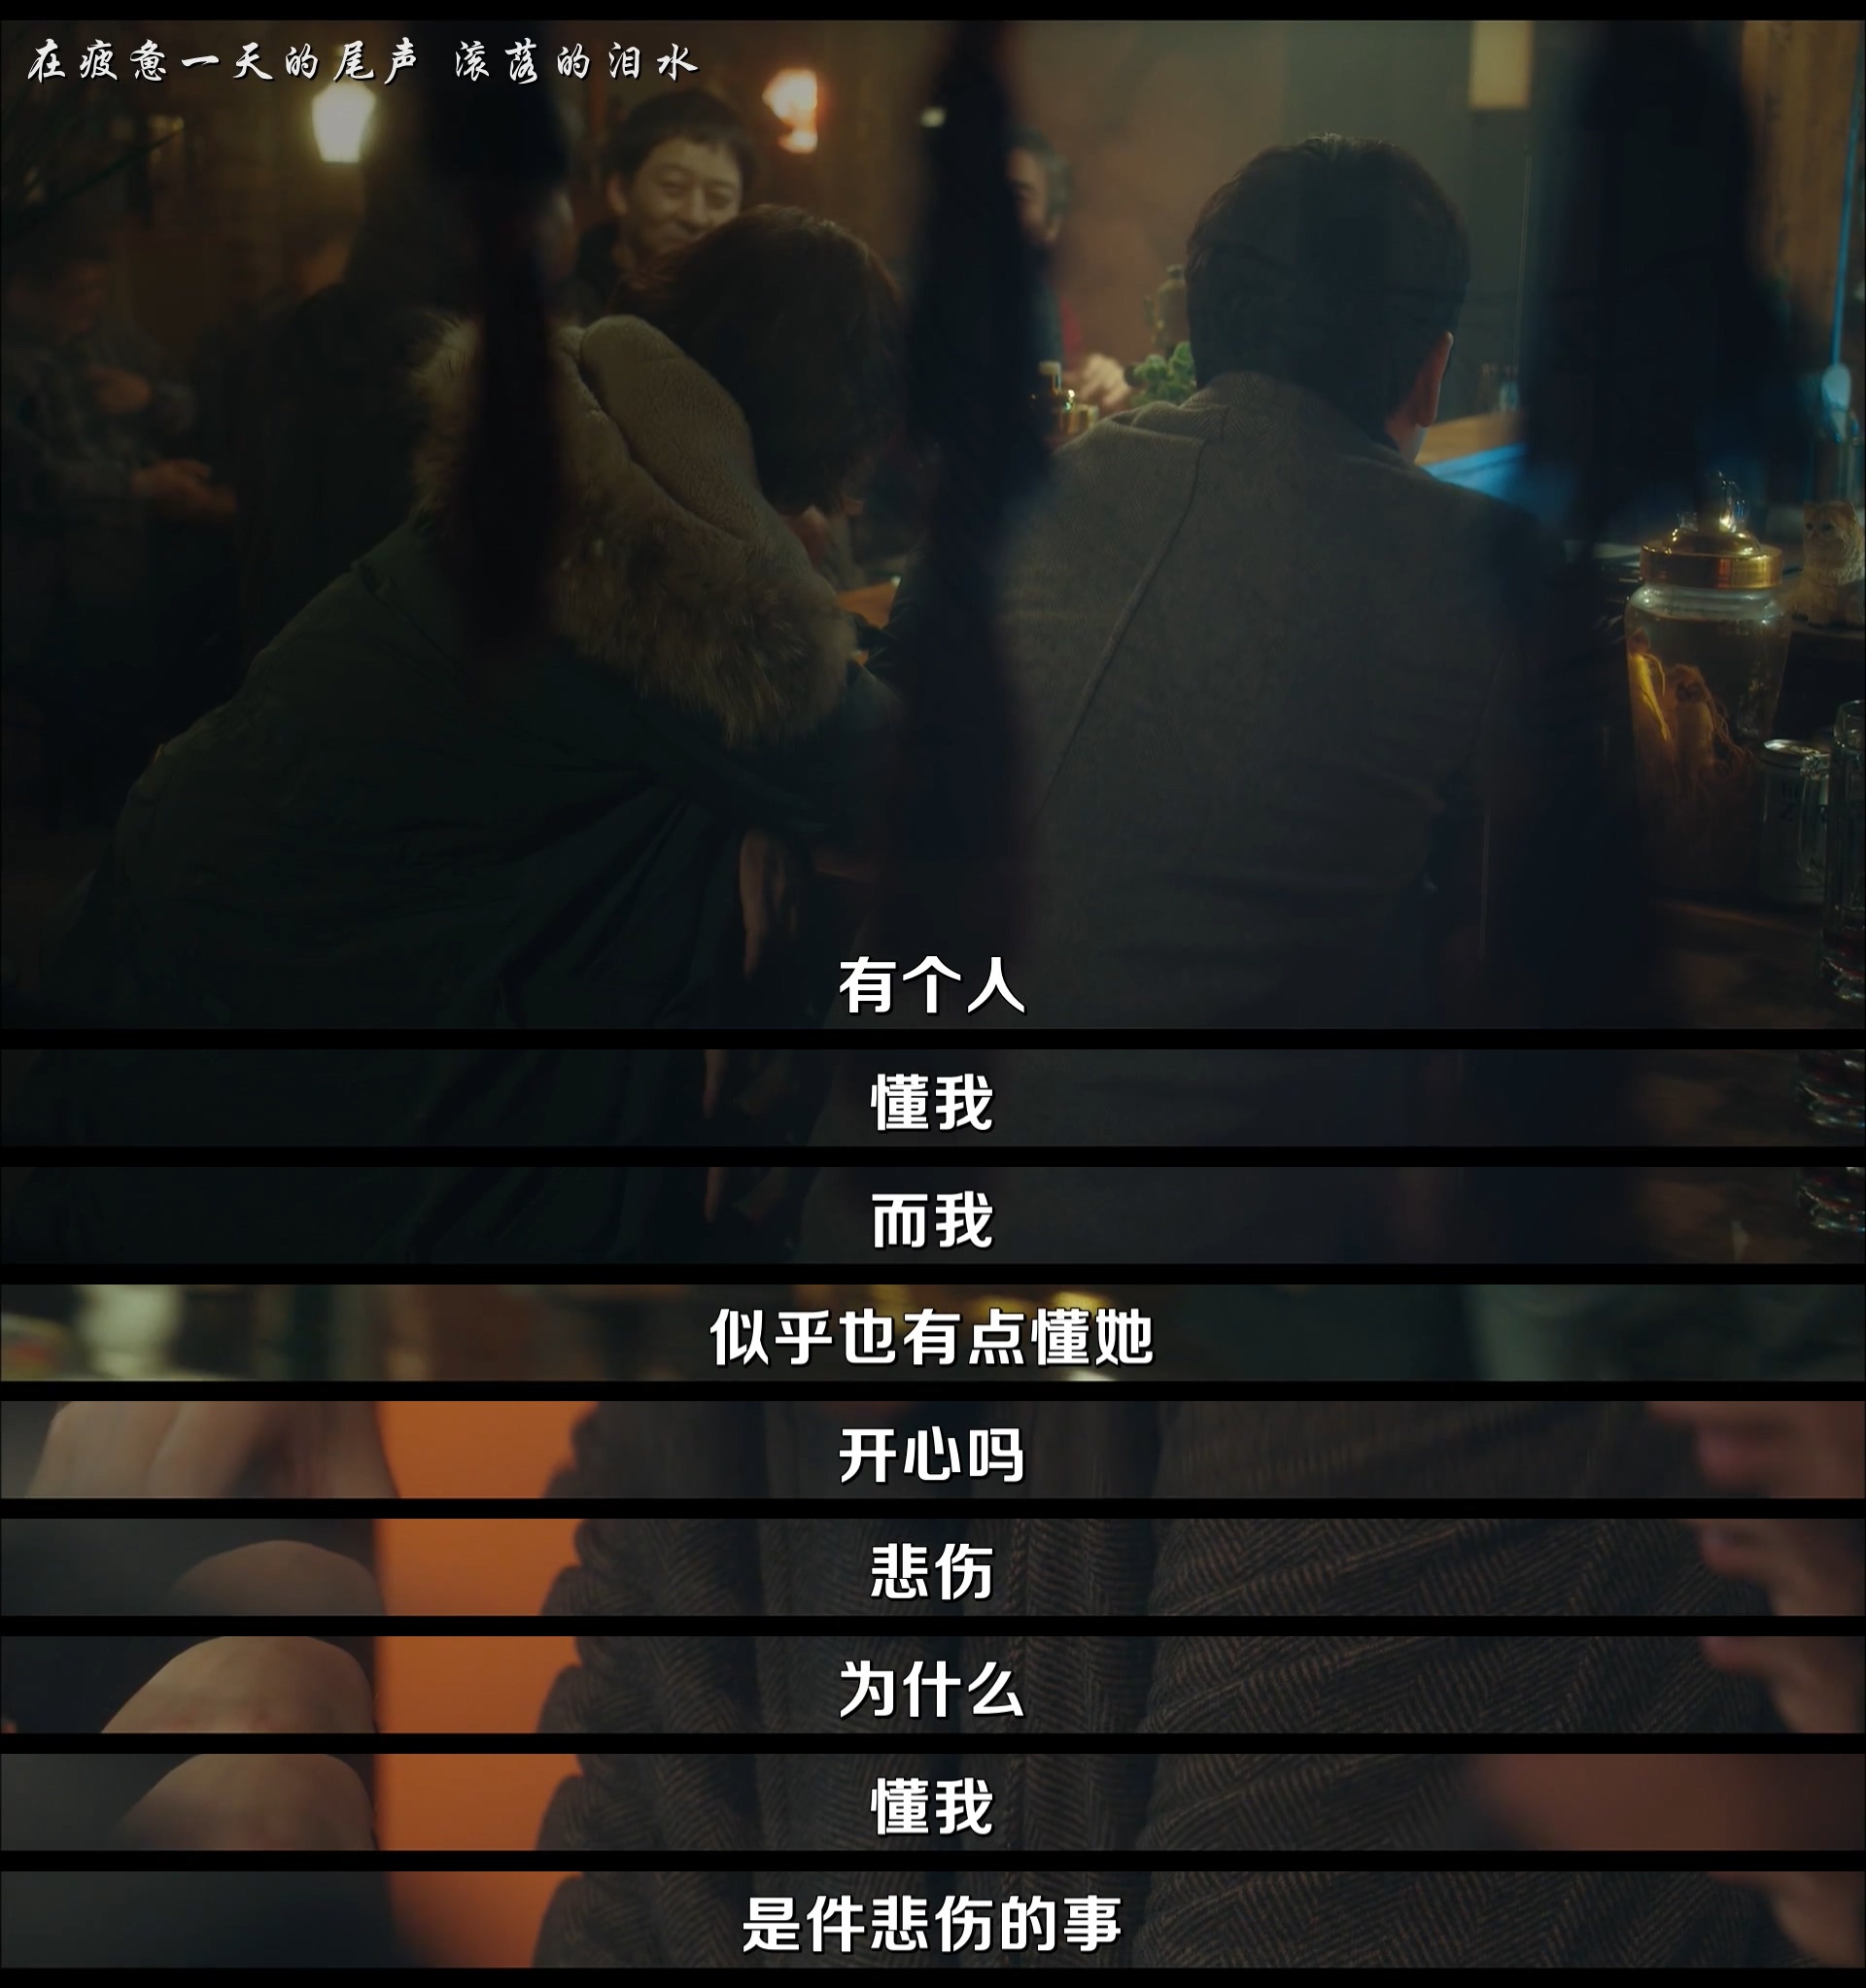 在疲惫一天的尾声 滚落的泪水
有个人
懂我
而我
似乎也有点懂她
开心吗
悲伤
为什么
懂我
是件悲伤的事